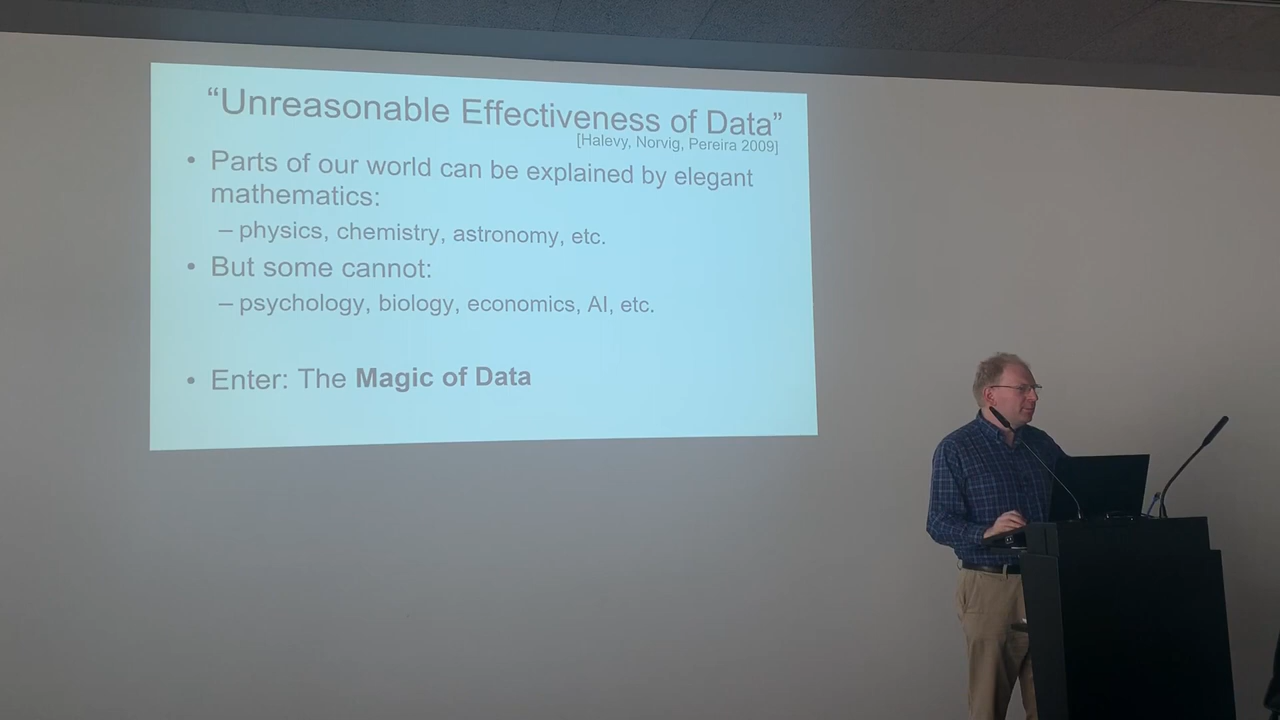 “Unreasonable Effectiveness of Data”
[Halevy, Norvig, Pereira 2009]
• Parts of our world can be explained by elegant
mathematics:
– physics, chemistry, astronomy, etc.
• But some cannot:
– psychology, biology, economics, AI, etc.
• Enter: The Magic of Data